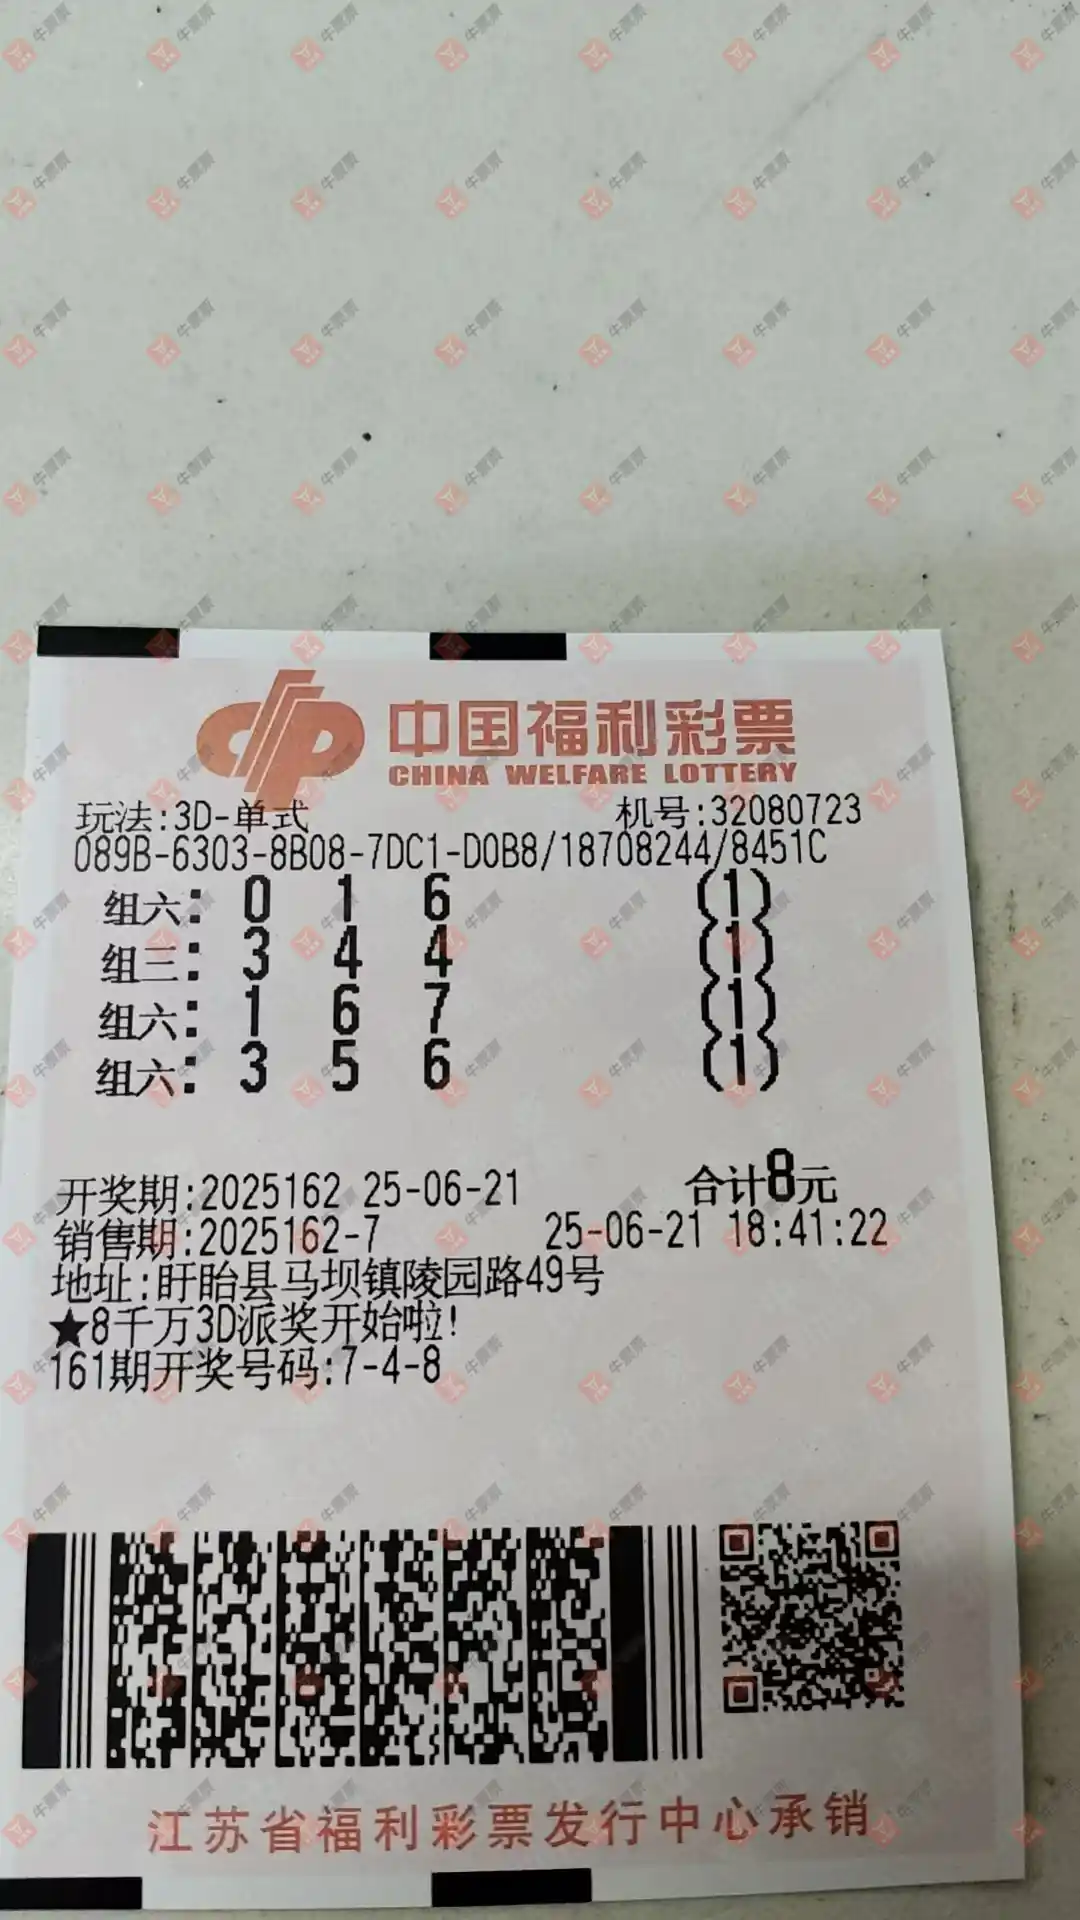 中国福利彩票
CHINA WELFARE LOTTERY
玩法:3D-单式 机号:32080723
089B-6303-8B08-7DC1-D0B8/18708244/8451C
组六: 0 1 6 (1)
组三: 3 4 4 (1)
组六: 1 6 7 (1)
组六: 3 5 6 (1)
开奖期:2025162 25-06-21 合计8元
销售期:2025162-7 25-06-21 18:41:22
地址:盱眙县马坝镇陵园路49号
★8千万3D派奖开始啦!
161期开奖号码:7-4-8
江苏省福利彩票发行中心承销
牛票票